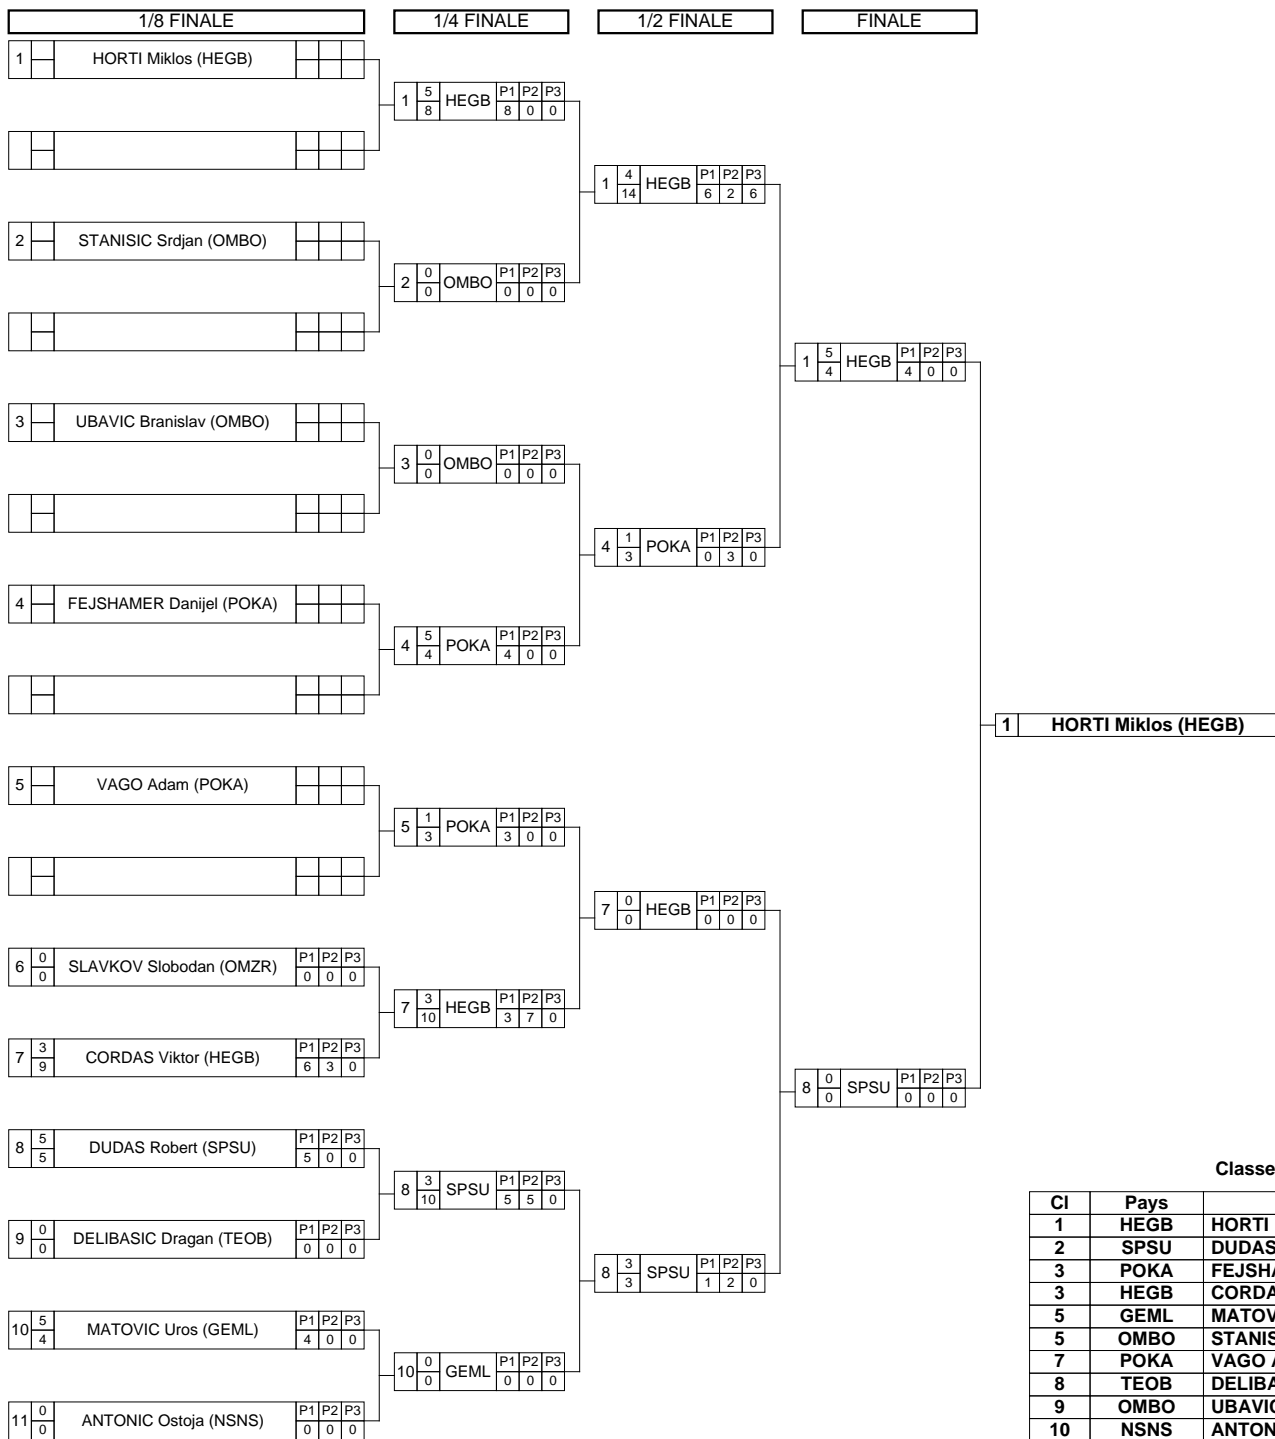 1/8 FINALE 1/4 FINALE 1/2 FINALE FINALE
1 HORTI Miklos (HEGB)
1 5 8 HEGB P1 P2 P3 8 0 0
1 4 14 HEGB P1 P2 P3 6 2 6
2 STANISIC Srdjan (OMBO)
2 0 0 OMBO P1 P2 P3 0 0 0
1 5 4 HEGB P1 P2 P3 4 0 0
3 UBAVIC Branislav (OMBO)
3 0 0 OMBO P1 P2 P3 0 0 0
4 1 3 POKA P1 P2 P3 0 3 0
4 FEJSHAMER Danijel (POKA)
4 5 4 POKA P1 P2 P3 4 0 0
1 HORTI Miklos (HEGB)
5 VAGO Adam (POKA)
5 1 3 POKA P1 P2 P3 3 0 0
7 0 0 HEGB P1 P2 P3 0 0 0
6 0 0 SLAVKOV Slobodan (OMZR) P1 P2 P3 0 0 0
7 3 10 HEGB P1 P2 P3 3 7 0
7 3 9 CORDAS Viktor (HEGB) P1 P2 P3 6 3 0
8 0 0 SPSU P1 P2 P3 0 0 0
8 5 5 DUDAS Robert (SPSU) P1 P2 P3 5 0 0
8 3 10 SPSU P1 P2 P3 5 5 0
9 0 0 DELIBASIC Dragan (TEOB) P1 P2 P3 0 0 0
8 3 3 SPSU P1 P2 P3 1 2 0
10 5 4 MATOVIC Uros (GEML) P1 P2 P3 4 0 0
10 0 0 GEML P1 P2 P3 0 0 0
11 0 0 ANTONIC Ostoja (NSNS) P1 P2 P3 0 0 0
Classe
Cl Pays
1 HEGB HORTI
2 SPSU DUDAS
3 POKA FEJSHA
3 HEGB CORDA
5 GEML MATOV
5 OMBO STANIS
7 POKA VAGO A
8 TEOB DELIBA
9 OMBO UBAVIC
10 NSNS ANTON